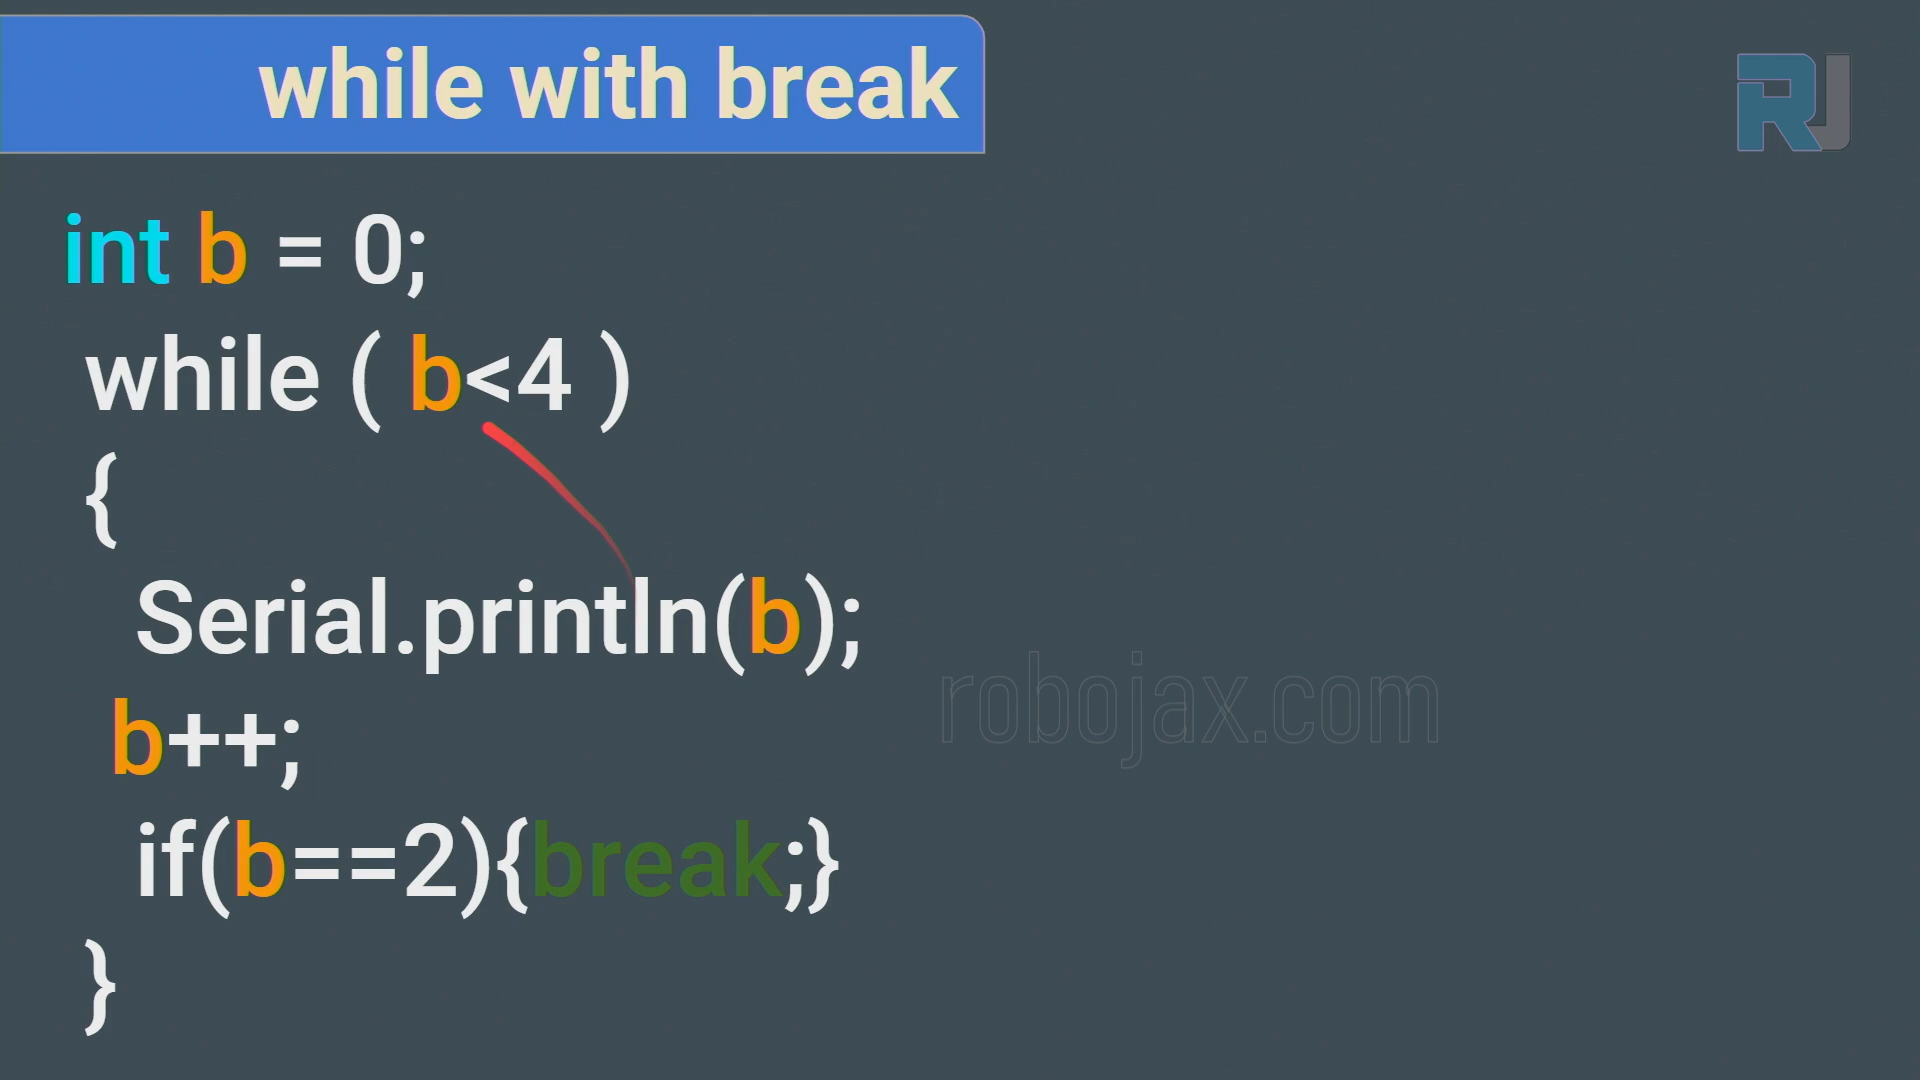 while with break
RJ
int b = 0;
while ( b<4 )
{
Serial.println(b);
robojax.com
b++;
if(b==2){break;}
}